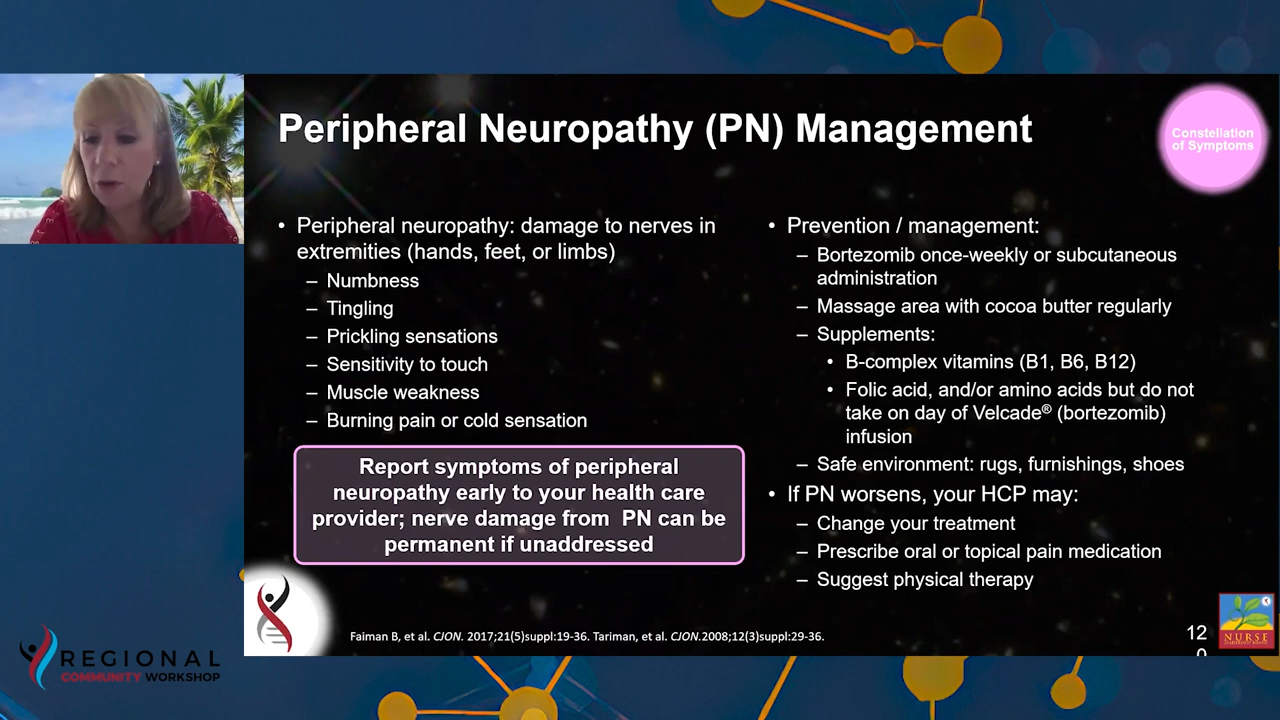 Peripheral Neuropathy (PN) Management
Constellation
of Symptoms
• Peripheral neuropathy: damage to nerves in
extremities (hands, feet, or limbs)
– Numbness
– Tingling
– Prickling sensations
– Sensitivity to touch
– Muscle weakness
– Burning pain or cold sensation
Report symptoms of peripheral
neuropathy early to your health care
provider; nerve damage from PN can be
permanent if unaddressed
• Prevention / management:
– Bortezomib once-weekly or subcutaneous
administration
– Massage area with cocoa butter regularly
– Supplements:
• B-complex vitamins (B1, B6, B12)
• Folic acid, and/or amino acids but do not
take on day of Velcade® (bortezomib)
infusion
– Safe environment: rugs, furnishings, shoes
• If PN worsens, your HCP may:
– Change your treatment
– Prescribe oral or topical pain medication
– Suggest physical therapy
Faiman B, et al. CJON. 2017;21(5)suppl:19-36. Tariman, et al. CJON.2008;12(3)suppl:29-36.
12
0
NURSE
REGIONAL
COMMUNITY WORKSHOP